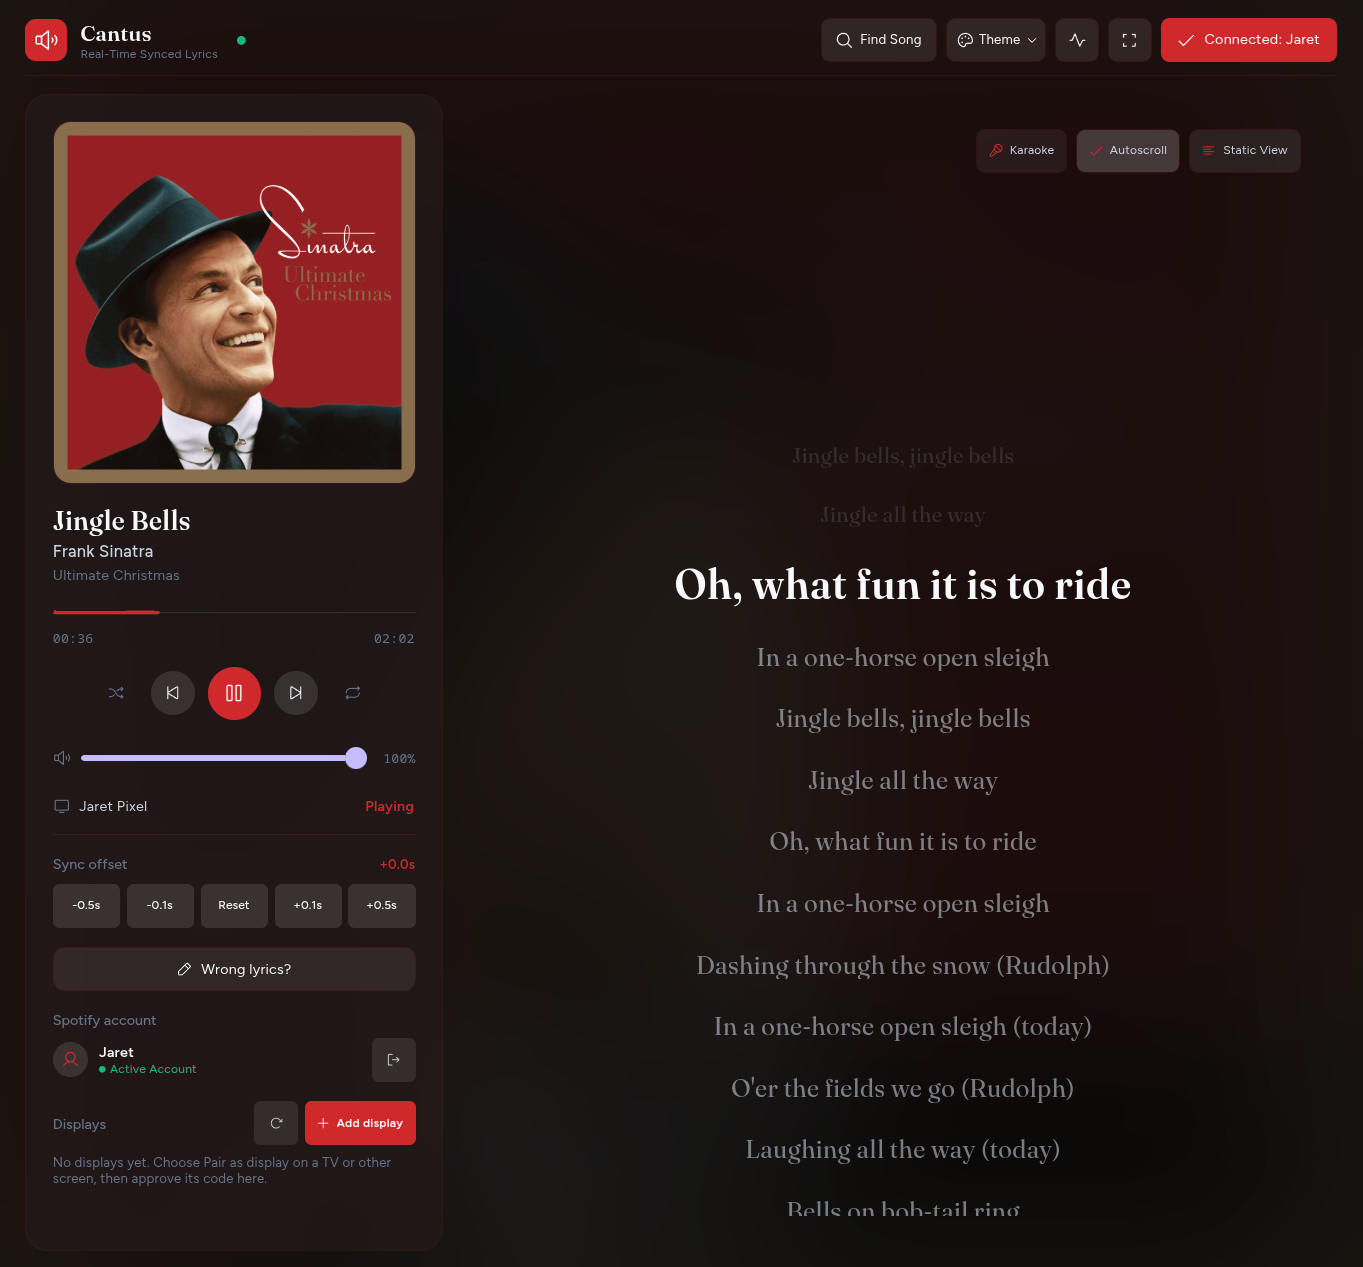 Cantus
Real-Time Synced Lyrics
Find Song
Theme
Connected: Jaret
Sinatra
Ultimate
Christmas
Jingle Bells
Frank Sinatra
Ultimate Christmas
00:36
02:02
100%
Jaret Pixel
Playing
Sync offset
+0.0s
-0.5s
-0.1s
Reset
+0.1s
+0.5s
Wrong lyrics?
Spotify account
Jaret
Active Account
Displays
Add display
No displays yet. Choose Pair as display on a TV or other
screen, then approve its code here.
Karaoke
Autoscroll
Static View
Jingle bells, jingle bells
Jingle all the way
Oh, what fun it is to ride
In a one-horse open sleigh
Jingle bells, jingle bells
Jingle all the way
Oh, what fun it is to ride
In a one-horse open sleigh
Dashing through the snow (Rudolph)
In a one-horse open sleigh (today)
O'er the fields we go (Rudolph)
Laughing all the way (today)
Bells on bob-tail ring